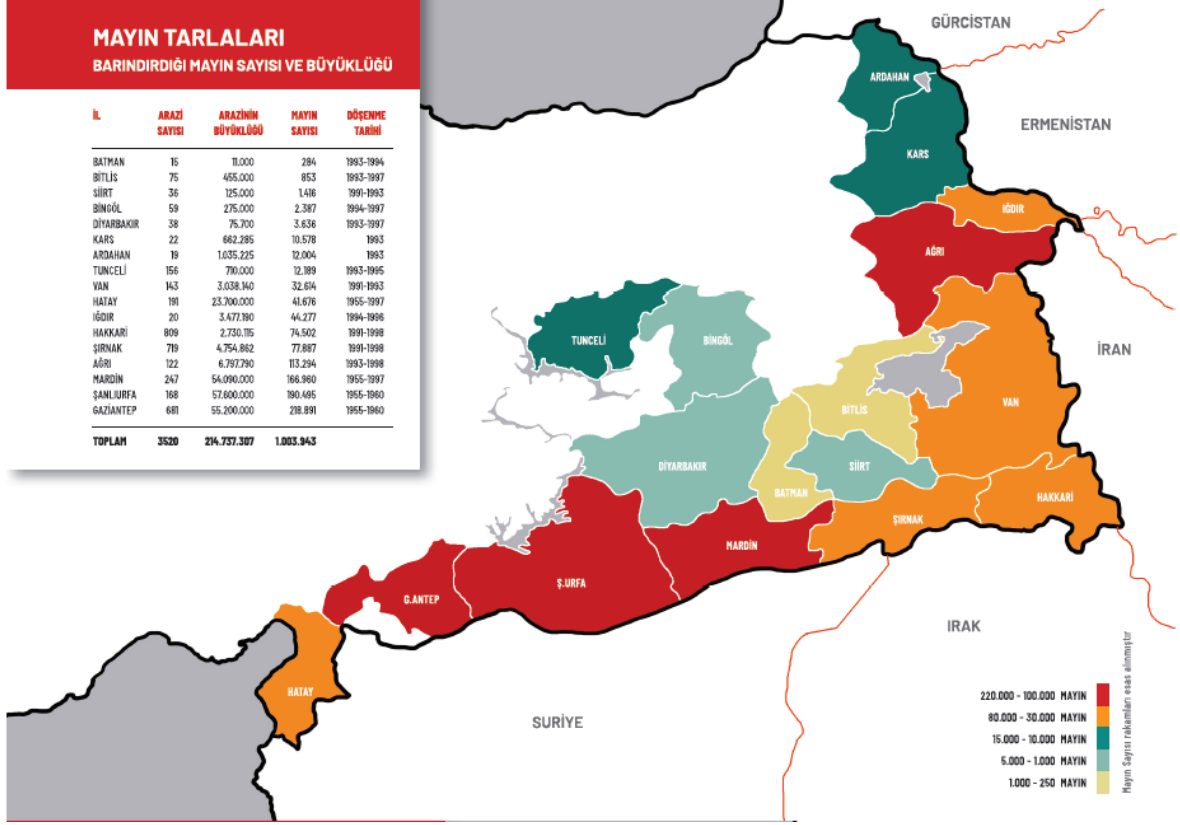 MAYIN TARLALARI
BARINDIRDIĞI MAYIN SAYISI VE BÜYÜKLÜĞÜ
İL ARAZİ SAYISI ARAZİNİN BÜYÜKLÜĞÜ MAYIN SAYISI DÖŞENME TARİHİ
BATMAN 15 11.000 284 1993-1994
BİTLİS 75 455.000 853 1993-1997
SİİRT 36 125.000 1.416 1991-1993
BİNGÖL 59 275.000 2.387 1994-1997
DİYARBAKIR 38 75.700 3.636 1993-1997
KARS 22 662.285 10.578 1993
ARDAHAN 19 1.035.225 12.004 1993
TUNCELİ 156 710.000 12.189 1993-1995
VAN 143 3.038.140 32.614 1991-1993
HATAY 191 23.700.000 41.676 1955-1997
IĞDIR 20 3.477.190 44.277 1994-1996
HAKKARİ 809 2.730.115 74.502 1991-1998
ŞIRNAK 719 4.754.862 77.887 1991-1998
AĞRI 122 6.797.790 113.294 1993-1998
MARDİN 247 54.090.000 166.960 1955-1997
ŞANLIURFA 168 57.600.000 190.495 1955-1960
GAZİANTEP 681 55.200.000 218.891 1955-1960
TOPLAM 3520 214.737.307 1.003.943
GÜRCİSTAN
ARDAHAN
ERMENİSTAN
KARS
IĞDIR
AĞRI
TUNCELİ
BİNGÖL
İRAN
VAN
BİTLİS
DİYARBAKIR
SİİRT
BATMAN
HAKKARİ
ŞIRNAK
MARDİN
Ş.URFA
G.ANTEP
IRAK
HATAY
SURİYE
220.000 - 100.000 MAYIN
80.000 - 30.000 MAYIN
15.000 - 10.000 MAYIN
5.000 - 1.000 MAYIN
1.000 - 250 MAYIN
Mayın Sayısı rakamları esas alınmıştır